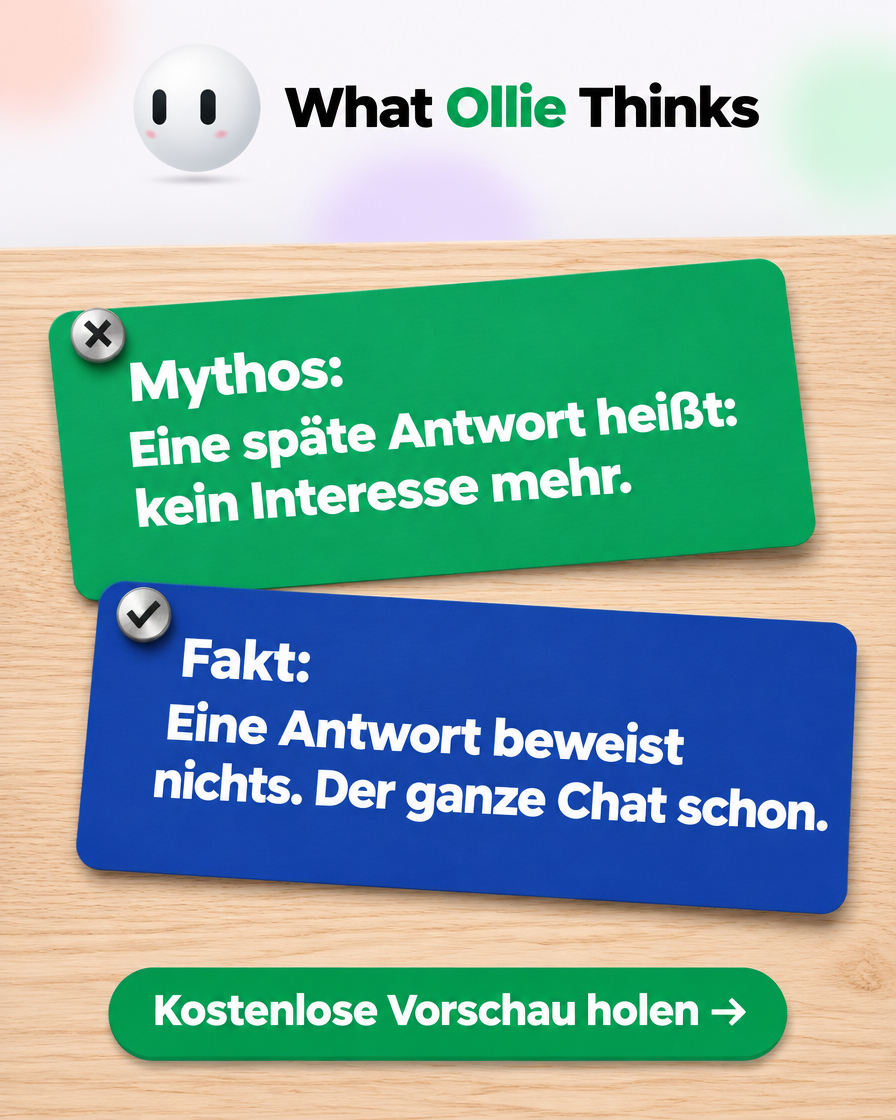 What Ollie Thinks
Mythos:
Eine späte Antwort heißt:
kein Interesse mehr.
Fakt:
Eine Antwort beweist
nichts. Der ganze Chat schon.
Kostenlose Vorschau holen →